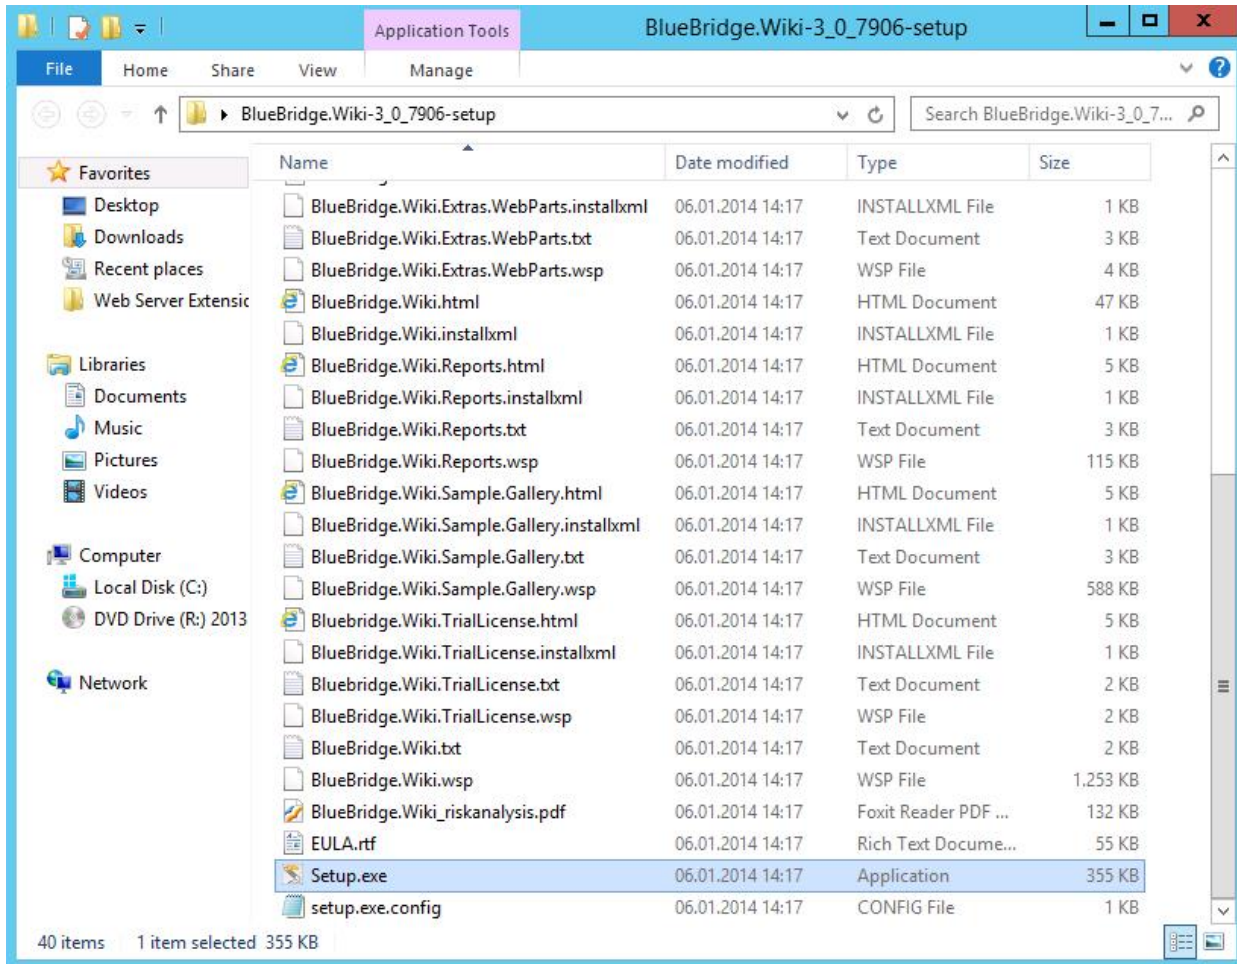 Application Tools
BlueBridge.Wiki-3_0_7906-setup
File Home Share View Manage
BlueBridge.Wiki-3_0_7906-setup
Search BlueBridge.Wiki-3_0_7...
Name Date modified Type Size
Favorites
Desktop
Downloads
Recent places
Web Server Extensic
Libraries
Documents
Music
Pictures
Videos
Computer
Local Disk (C:)
DVD Drive (R:) 2013
Network
BlueBridge.Wiki.Extras.WebParts.installxml 06.01.2014 14:17 INSTALLXML File 1 KB
BlueBridge.Wiki.Extras.WebParts.txt 06.01.2014 14:17 Text Document 3 KB
BlueBridge.Wiki.Extras.WebParts.wsp 06.01.2014 14:17 WSP File 4 KB
BlueBridge.Wiki.html 06.01.2014 14:17 HTML Document 47 KB
BlueBridge.Wiki.installxml 06.01.2014 14:17 INSTALLXML File 1 KB
BlueBridge.Wiki.Reports.html 06.01.2014 14:17 HTML Document 5 KB
BlueBridge.Wiki.Reports.installxml 06.01.2014 14:17 INSTALLXML File 1 KB
BlueBridge.Wiki.Reports.txt 06.01.2014 14:17 Text Document 3 KB
BlueBridge.Wiki.Reports.wsp 06.01.2014 14:17 WSP File 115 KB
BlueBridge.Wiki.Sample.Gallery.html 06.01.2014 14:17 HTML Document 5 KB
BlueBridge.Wiki.Sample.Gallery.installxml 06.01.2014 14:17 INSTALLXML File 1 KB
BlueBridge.Wiki.Sample.Gallery.txt 06.01.2014 14:17 Text Document 3 KB
BlueBridge.Wiki.Sample.Gallery.wsp 06.01.2014 14:17 WSP File 588 KB
Bluebridge.Wiki.TrialLicense.html 06.01.2014 14:17 HTML Document 5 KB
BlueBridge.Wiki.TrialLicense.installxml 06.01.2014 14:17 INSTALLXML File 1 KB
Bluebridge.Wiki.TrialLicense.txt 06.01.2014 14:17 Text Document 2 KB
BlueBridge.Wiki.TrialLicense.wsp 06.01.2014 14:17 WSP File 2 KB
BlueBridge.Wiki.txt 06.01.2014 14:17 Text Document 2 KB
BlueBridge.Wiki.wsp 06.01.2014 14:17 WSP File 1.253 KB
BlueBridge.Wiki_riskanalysis.pdf 06.01.2014 14:17 Foxit Reader PDF ... 132 KB
EULA.rtf 06.01.2014 14:17 Rich Text Docume... 55 KB
Setup.exe 06.01.2014 14:17 Application 355 KB
setup.exe.config 06.01.2014 14:17 CONFIG File 1 KB
40 items 1 item selected 355 KB